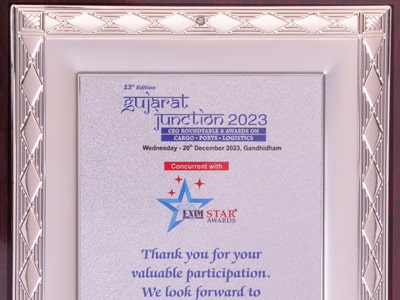 13th Edition
gujarat
junction 2023
CEO ROUNDTABLE & AWARDS ON
CARGO • PORTS • LOGISTICS
Wednesday - 20th December 2023, Gandhidham
Concurrent with
EXIM STAR®
AWARDS
Thank you for your
valuable participation.
We look forward to